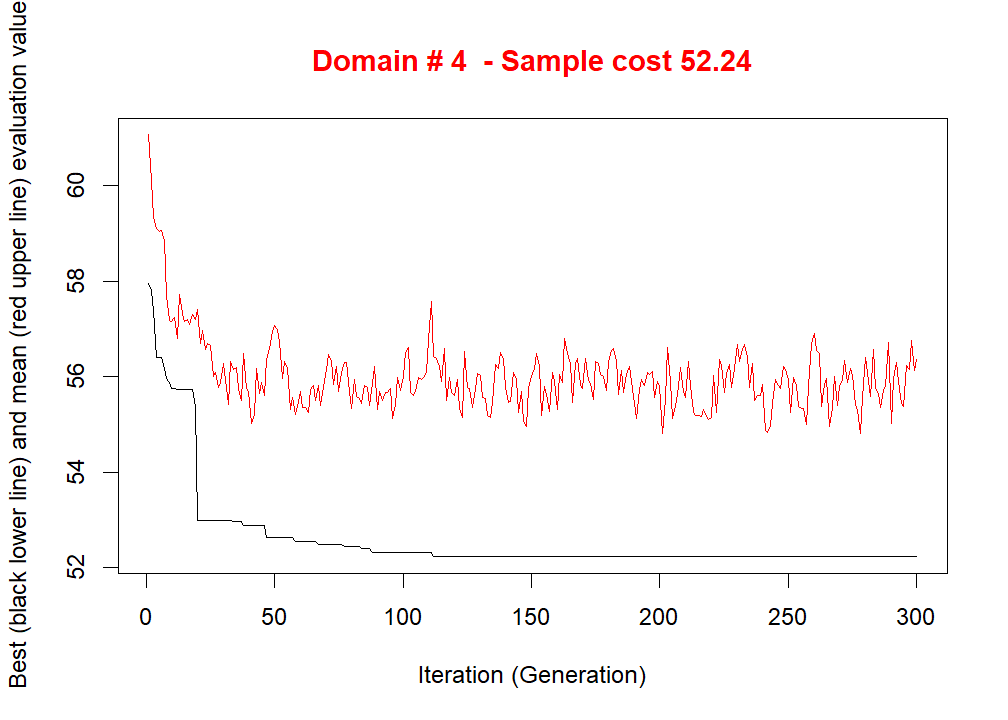 Domain # 4  - Sample cost 52.24
Best (black lower line) and mean (red upper line) evaluation value
60
58
56
54
52
0 50 100 150 200 250 300
Iteration (Generation)